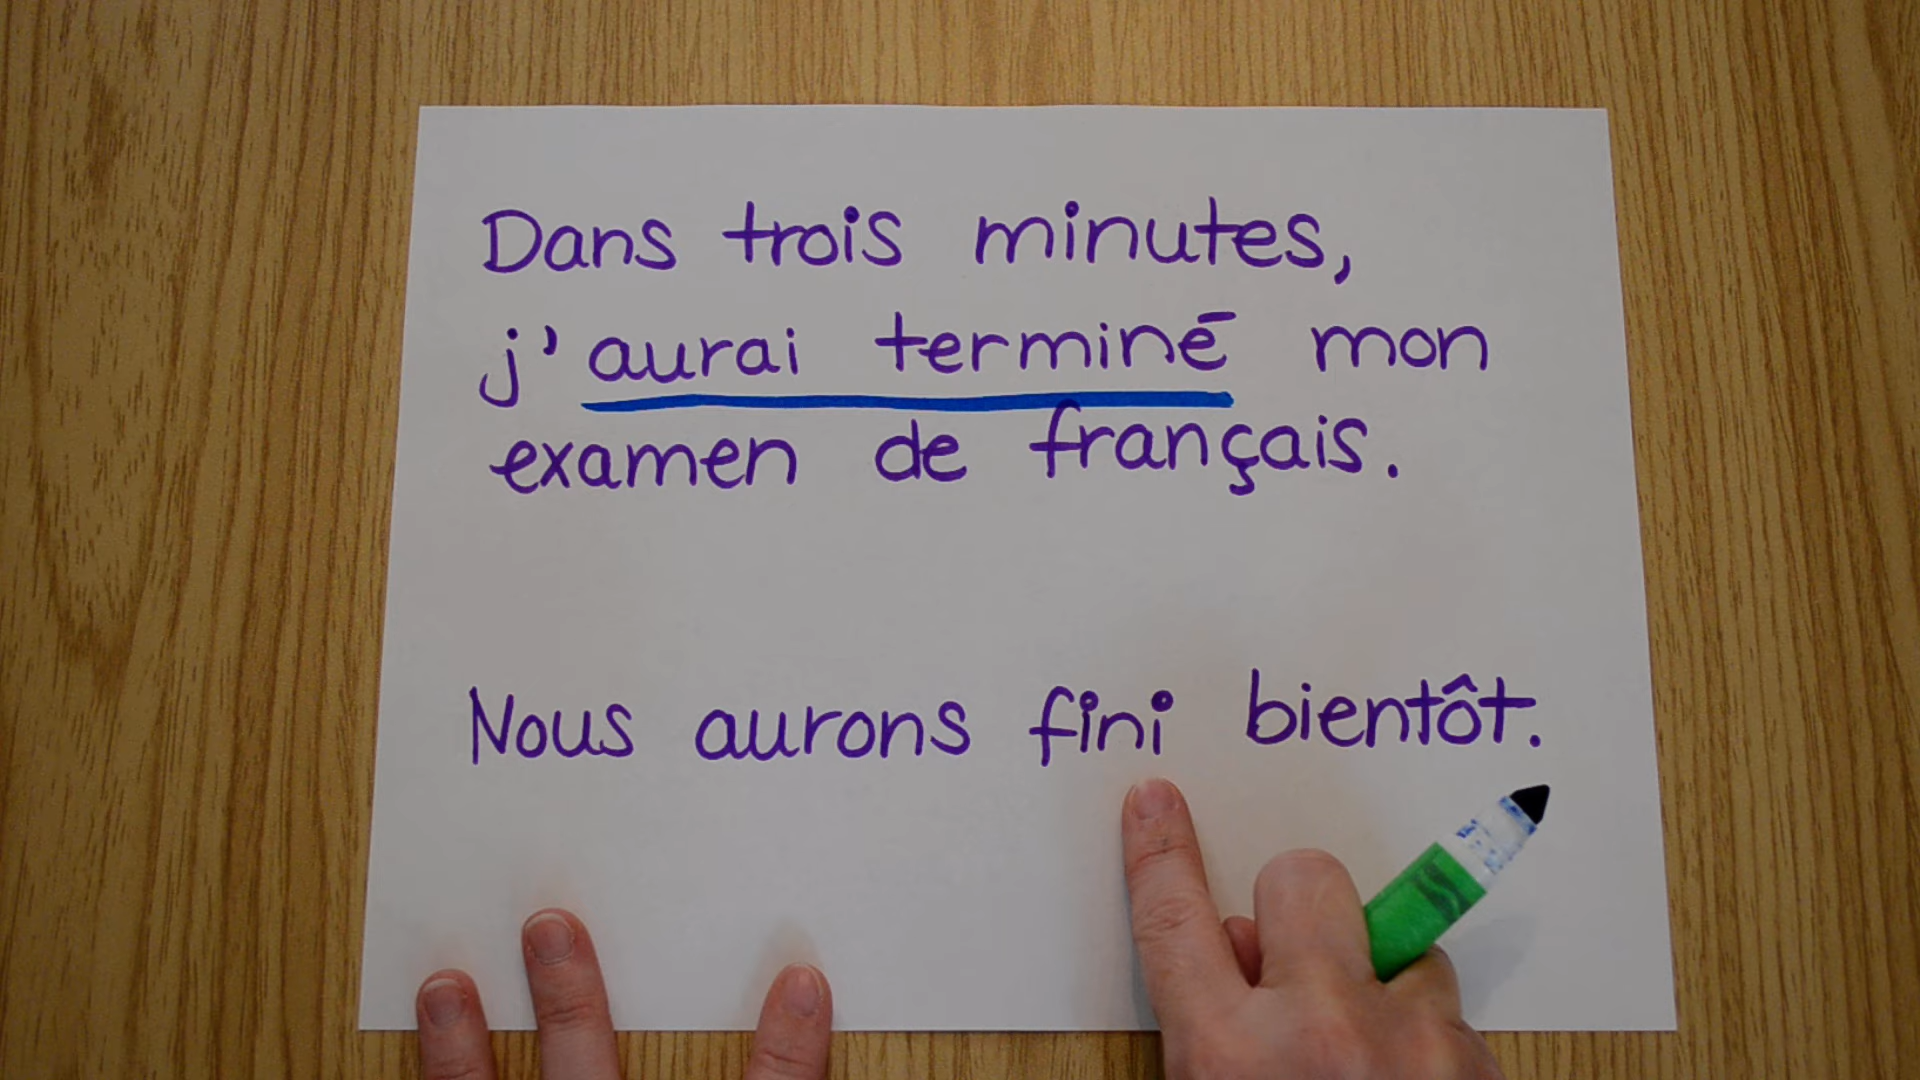 Dans trois minutes,
j'aurai terminé mon
examen de français.
Nous aurons fini bientôt.